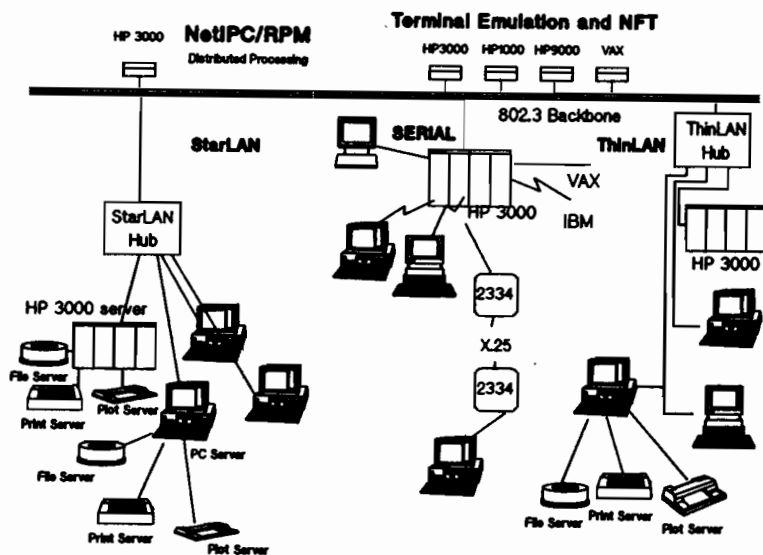 NetIPC/RPM
Distributed Processing
HP 3000
Terminal Emulation and NFT
HP3000
HP1000
HP9000
VAX
802.3 Backbone
StarLAN
SERIAL
ThinLAN
ThinLAN
Hub
StarLAN
Hub
HP 3000
VAX
IBM
HP 3000
2334
X.25
2334
HP 3000 server
File Server
Print Server
Plot Server
PC Server
File Server
Print Server
Plot Server
File Server
Print Server
Plot Server